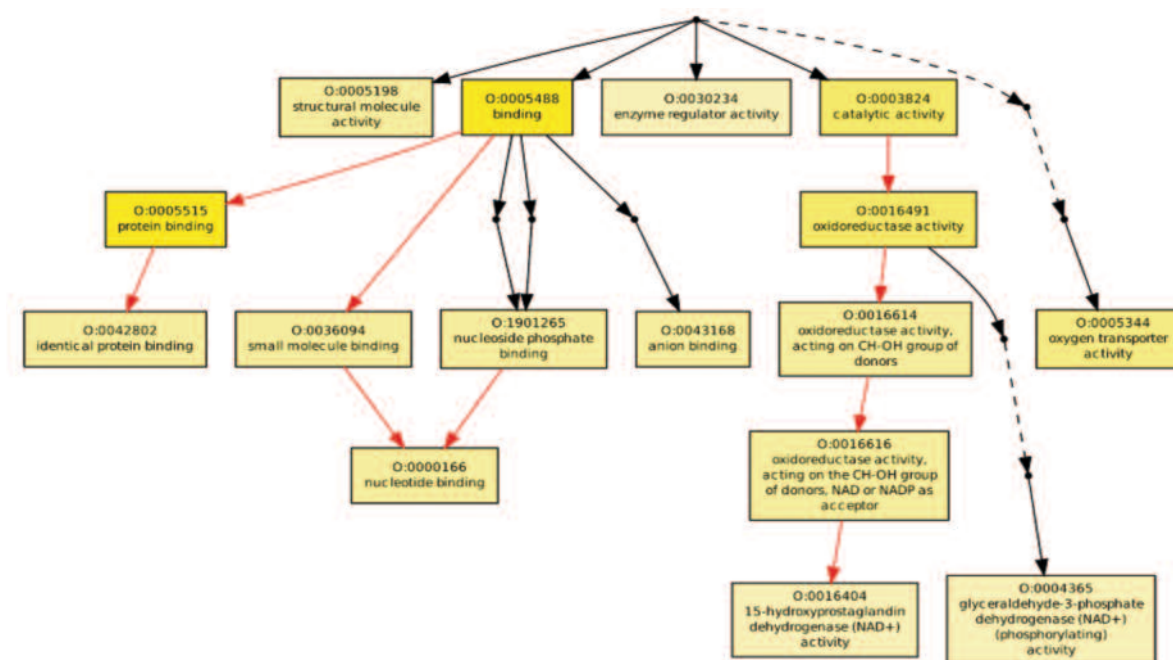 O:0005198
structural molecule
activity
O:0005488
binding
O:0030234
enzyme regulator activity
O:0003824
catalytic activity
O:0005515
protein binding
O:0016491
oxidoreductase activity
O:0042802
identical protein binding
O:0036094
small molecule binding
O:1901265
nucleoside phosphate
binding
O:0043168
anion binding
O:0016614
oxidoreductase activity,
acting on CH-OH group of
donors
O:0005344
oxygen transporter
activity
O:0000166
nucleotide binding
O:0016616
oxidoreductase activity,
acting on the CH-OH group
of donors, NAD or NADP as
acceptor
O:0016404
15-hydroxyprostaglandin
dehydrogenase (NAD+)
activity
O:0004365
glyceraldehyde-3-phosphate
dehydrogenase (NAD+)
(phosphorylating)
activity